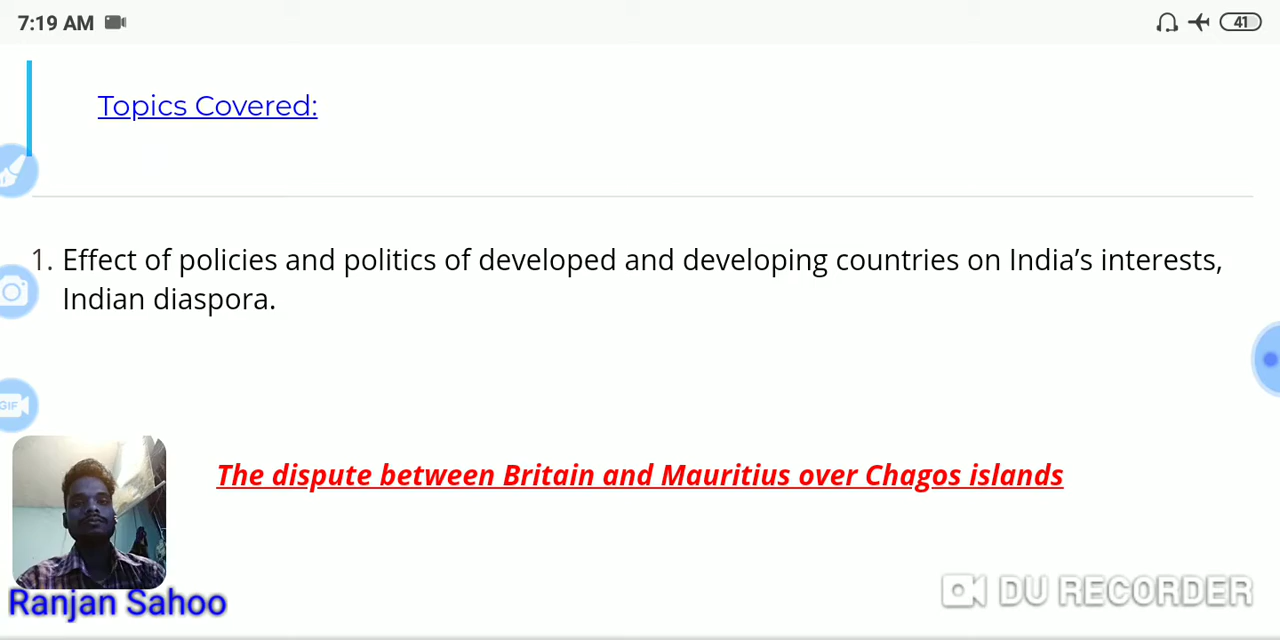 7:19 AM
41
Topics Covered:
1. Effect of policies and politics of developed and developing countries on India’s interests,
Indian diaspora.
GIF
The dispute between Britain and Mauritius over Chagos islands
Ranjan Sahoo
DU RECORDER